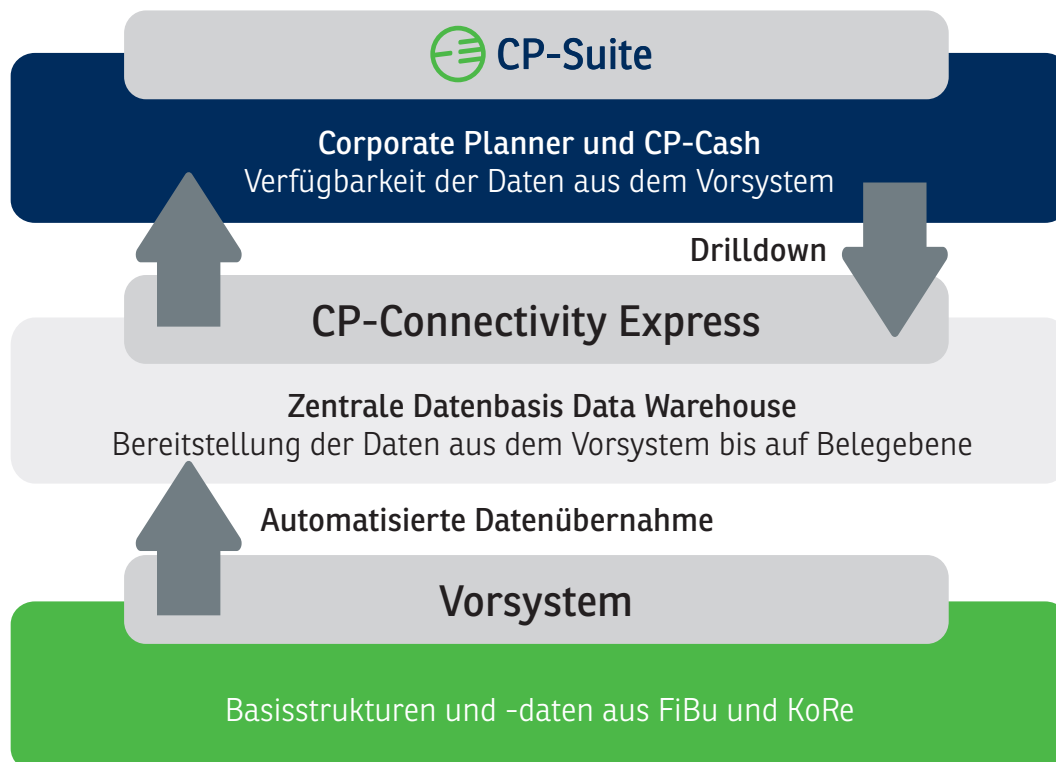 CP-Suite
Corporate Planner und CP-Cash
Verfügbarkeit der Daten aus dem Vorsystem
Drilldown
CP-Connectivity Express
Zentrale Datenbasis Data Warehouse
Bereitstellung der Daten aus dem Vorsystem bis auf Belegebene
Automatisierte Datenübernahme
Vorsystem
Basisstrukturen und -daten aus FiBu und KoRe